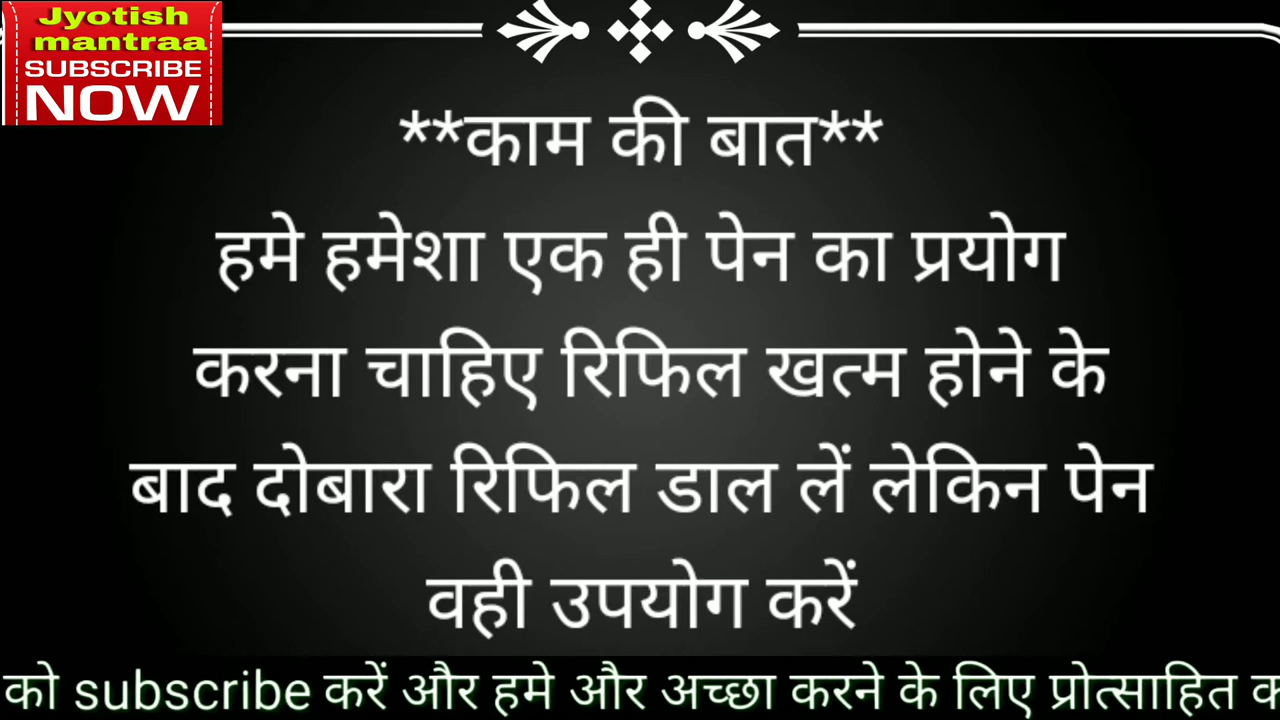 Jyotish
mantraa
SUBSCRIBE
NOW
**काम की बात**
हमे हमेशा एक ही पेन का प्रयोग
करना चाहिए रिफिल खत्म होने के
बाद दोबारा रिफिल डाल लें लेकिन पेन
वही उपयोग करें
को subscribe करें और हमे और अच्छा करने के लिए प्रोत्साहित